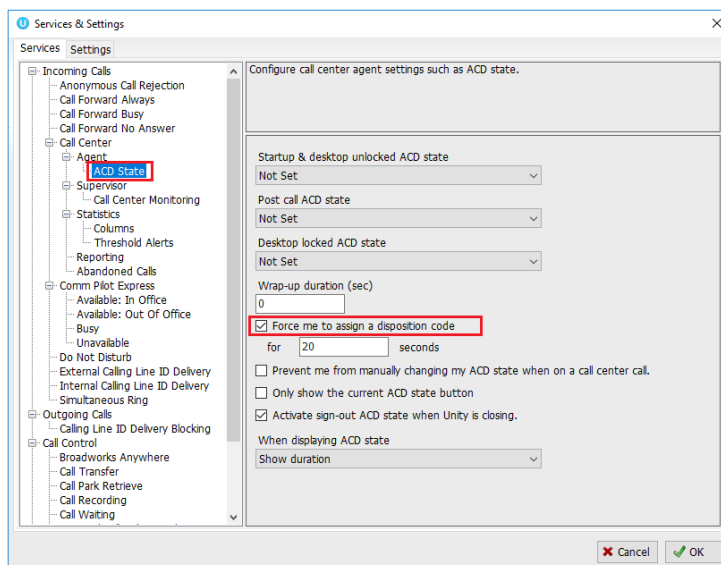 Services & Settings
Services Settings
Incoming Calls
Anonymous Call Rejection
Call Forward Always
Call Forward Busy
Call Forward No Answer
Call Center
Agent
ACD State
Supervisor
Call Center Monitoring
Statistics
Columns
Threshold Alerts
Reporting
Abandoned Calls
Comm Pilot Express
Available: In Office
Available: Out Of Office
Busy
Unavailable
Do Not Disturb
External Calling Line ID Delivery
Internal Calling Line ID Delivery
Simultaneous Ring
Outgoing Calls
Calling Line ID Delivery Blocking
Call Control
Broadworks Anywhere
Call Transfer
Call Park Retrieve
Call Recording
Call Waiting
Configure call center agent settings such as ACD state.
Startup & desktop unlocked ACD state
Not Set
Post call ACD state
Not Set
Desktop locked ACD state
Not Set
Wrap-up duration (sec)
0
Force me to assign a disposition code
for 20 seconds
Prevent me from manually changing my ACD state when on a call center call.
Only show the current ACD state button
Activate sign-out ACD state when Unity is closing.
When displaying ACD state
Show duration
Cancel OK